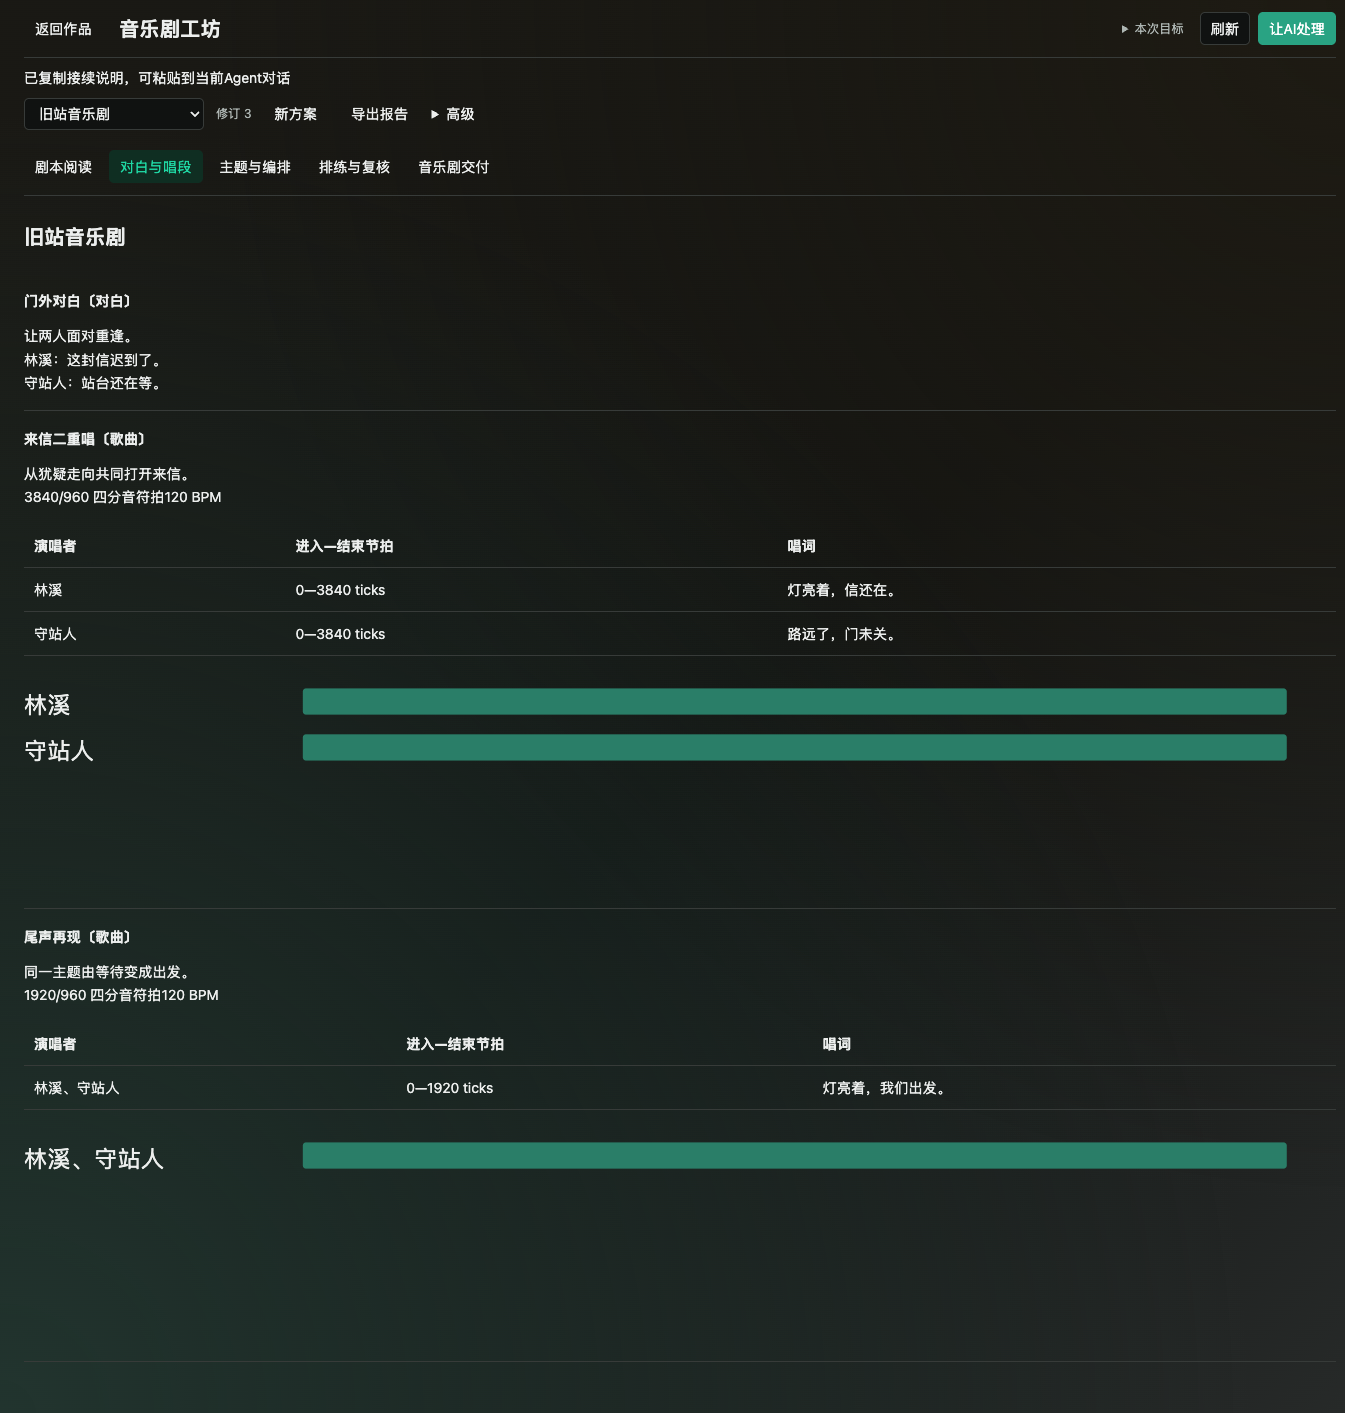 返回作品 音乐剧工坊 ▶ 本次目标 刷新 让AI处理
已复制接续说明，可粘贴到当前Agent对话
旧站音乐剧 修订 3 新方案 导出报告 ▶ 高级
剧本阅读 对白与唱段 主题与编排 排练与复核 音乐剧交付
旧站音乐剧
门外对白〔对白〕
让两人面对重逢。
林溪：这封信迟到了。
守站人：站台还在等。
来信二重唱〔歌曲〕
从犹疑走向共同打开来信。
3840/960 四分音符拍120 BPM
演唱者 进入—结束节拍 唱词
林溪 0—3840 ticks 灯亮着，信还在。
守站人 0—3840 ticks 路远了，门未关。
林溪
守站人
尾声再现〔歌曲〕
同一主题由等待变成出发。
1920/960 四分音符拍120 BPM
演唱者 进入—结束节拍 唱词
林溪、守站人 0—1920 ticks 灯亮着，我们出发。
林溪、守站人